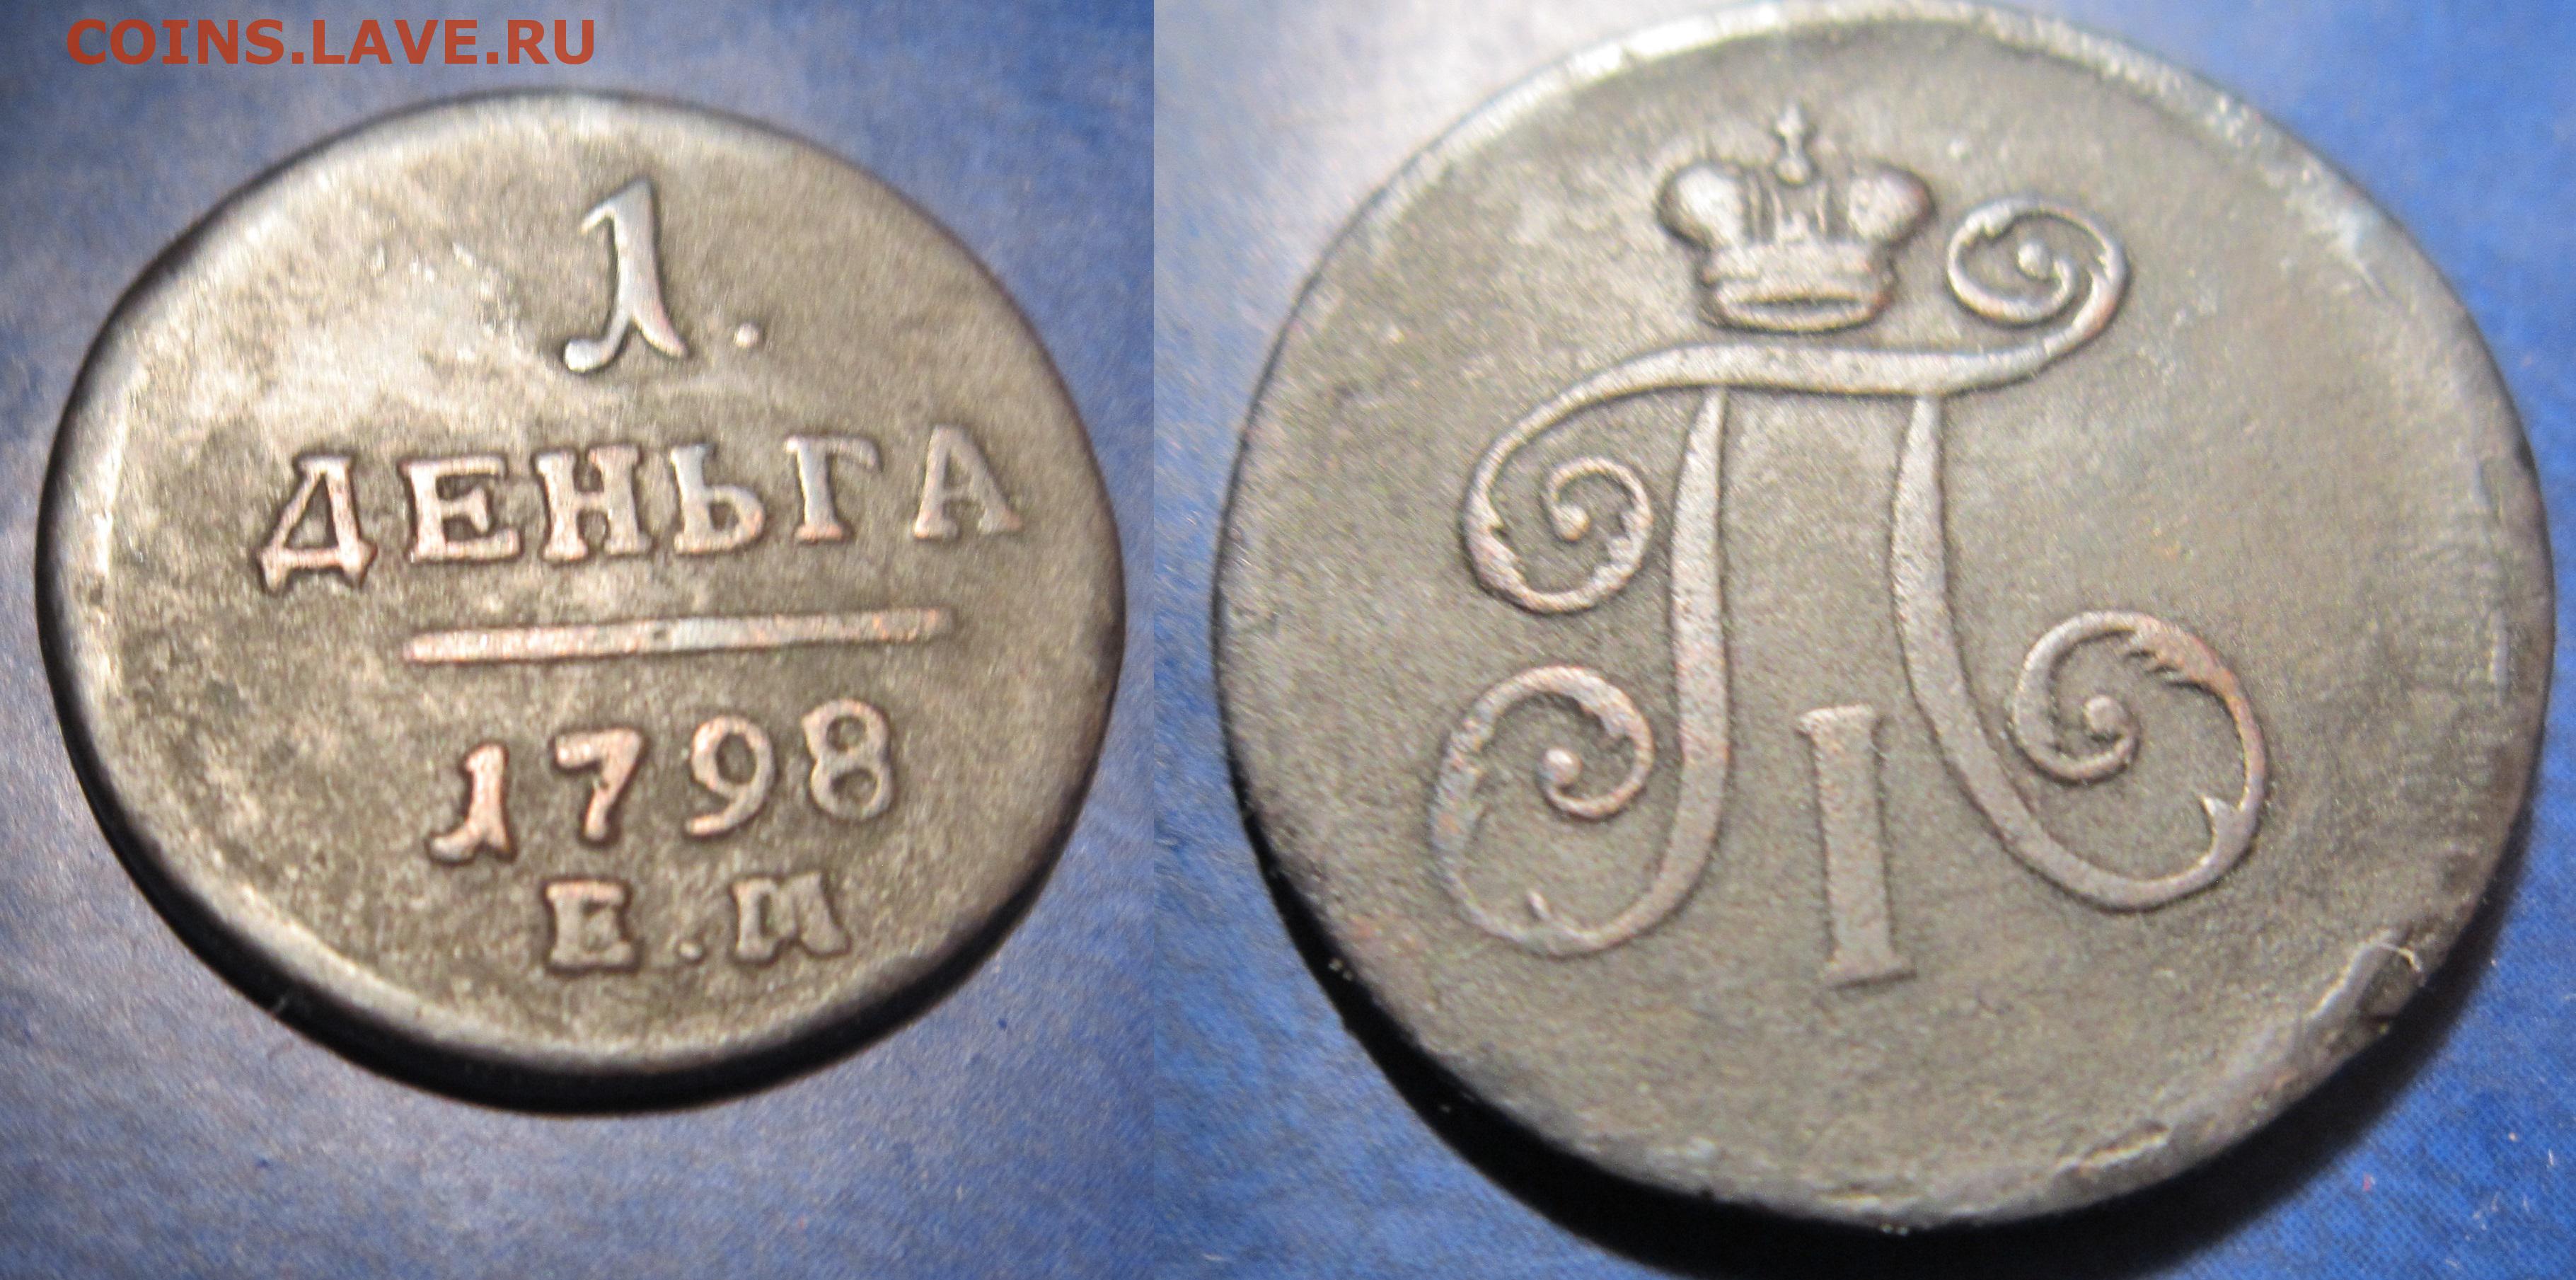 COINS.LAVE.RU
1.
ДЕНЬГА
1798
Е.М
П
I